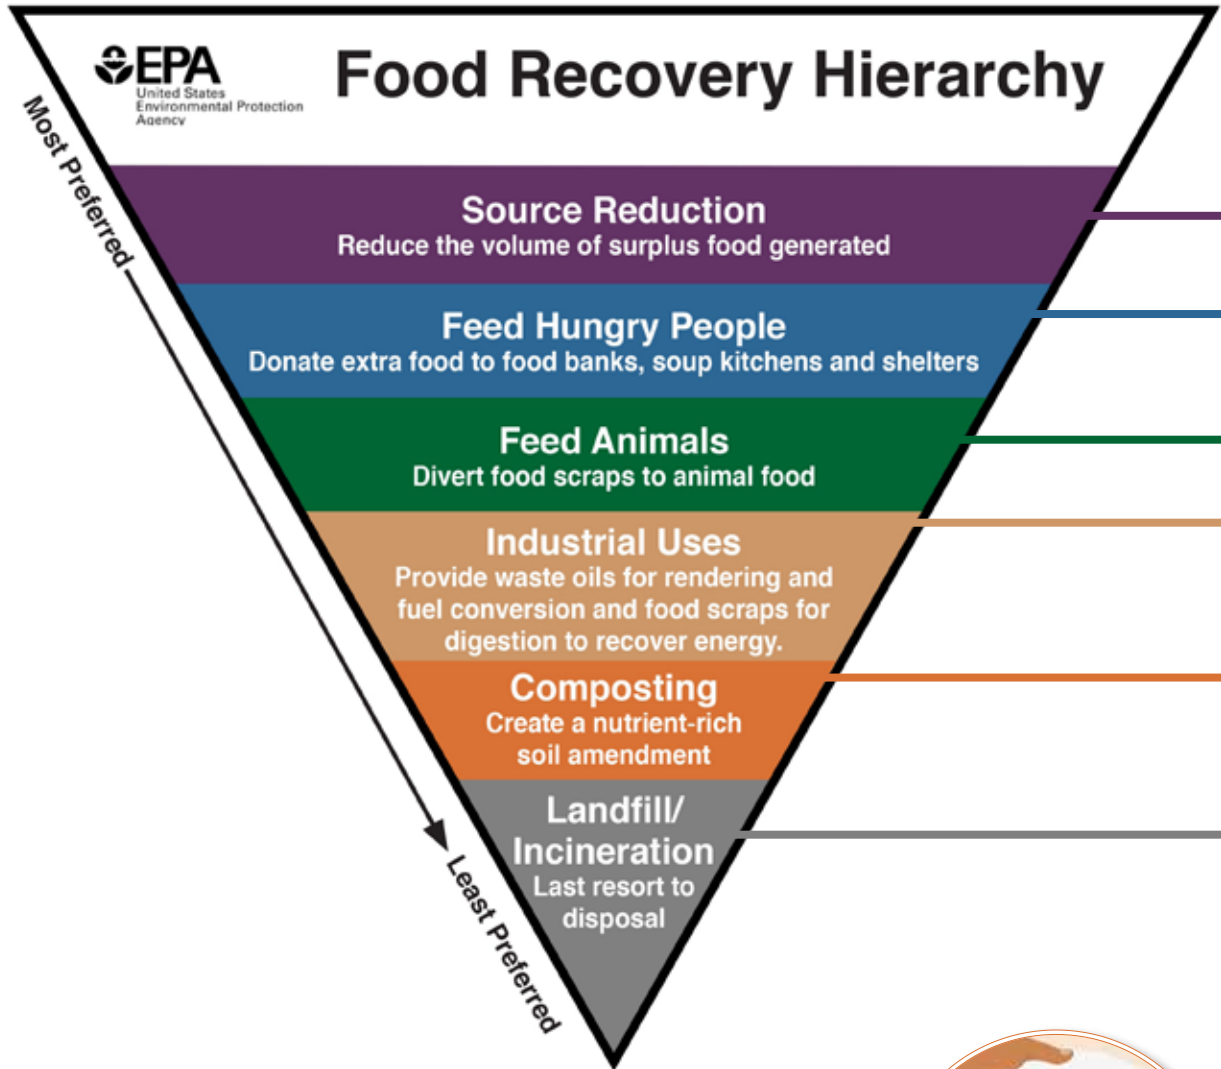 EPA
United States
Environmental Protection
Agency
Food Recovery Hierarchy
Most Preferred
Source Reduction
Reduce the volume of surplus food generated
Feed Hungry People
Donate extra food to food banks, soup kitchens and shelters
Feed Animals
Divert food scraps to animal food
Industrial Uses
Provide waste oils for rendering and
fuel conversion and food scraps for
digestion to recover energy.
Composting
Create a nutrient-rich
soil amendment
Landfill/
Incineration
Last resort to
disposal
Least Preferred